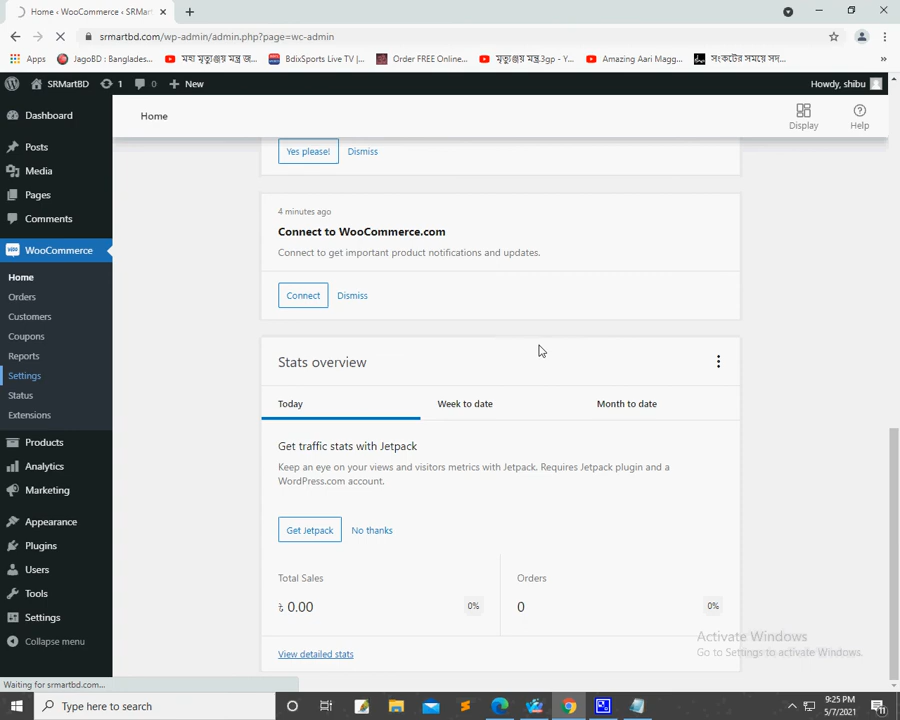 Home ‹ WooCommerce ‹ SRMart
srmartbd.com/wp-admin/admin.php?page=wc-admin
Apps
JagoBD : Banglades...
মহা মৃত্যুঞ্জয় মন্ত্র জ...
BdixSports Live TV |...
Order FREE Online...
মৃত্যুঞ্জয় মন্ত্র.3gp - Y...
Amazing Aari Magg...
সংকটের সময়ে সদ...
»
SRMartBD
1
0
+ New
Howdy, shibu
Home
Display
Help
Dashboard
Posts
Media
Pages
Comments
WooCommerce
Home
Orders
Customers
Coupons
Reports
Settings
Status
Extensions
Products
Analytics
Marketing
Appearance
Plugins
Users
Tools
Settings
Collapse menu
Yes please!
Dismiss
4 minutes ago
Connect to WooCommerce.com
Connect to get important product notifications and updates.
Connect
Dismiss
Stats overview
Today
Week to date
Month to date
Get traffic stats with Jetpack
Keep an eye on your views and visitors metrics with Jetpack. Requires Jetpack plugin and a
WordPress.com account.
Get Jetpack
No thanks
Total Sales
Orders
৳ 0.00
0%
0
0%
View detailed stats
Activate Windows
Go to Settings to activate Windows.
Waiting for srmartbd.com...
Type here to search
9:25 PM
5/7/2021